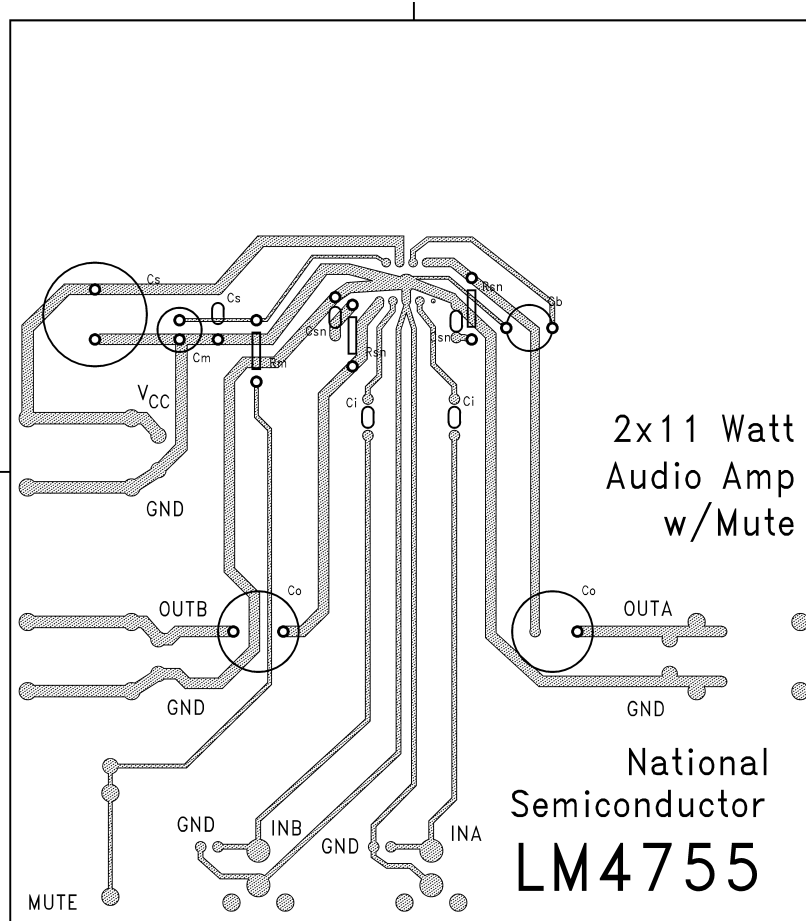 Cs
Rsn
Cs
Cb
Csn
Csn
Cm
Rm
Rsn
VCC
Ci
Ci
2x11 Watt
Audio Amp
w/Mute
GND
OUTB
Co
Co
OUTA
GND
GND
National
Semiconductor
GND
INB
GND
INA
LM4755
MUTE